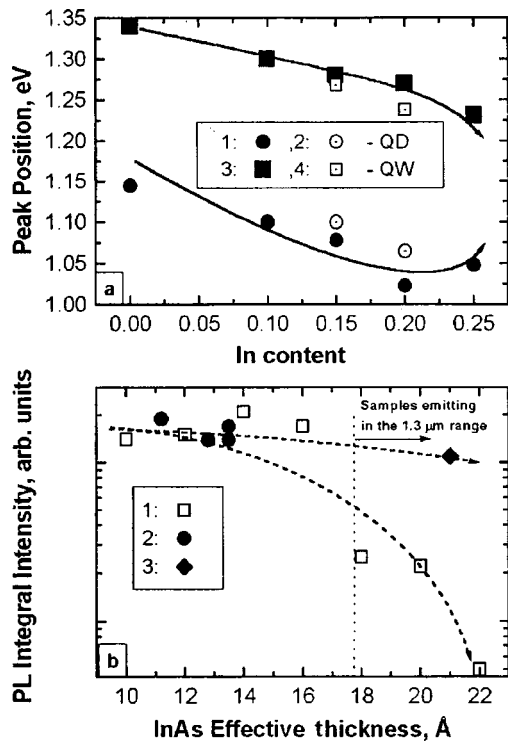 1.35
1.30
1.25
1.20
1.15
1.10
1.05
1.00
Peak Position, eV
1: ,2: - QD
3: ,4: - QW
a
0.00 0.05 0.10 0.15 0.20 0.25
In content
PL Integral Intensity, arb. units
Samples emitting
in the 1.3 μm range
1:
2:
3:
b
10 12 14 16 18 20 22
InAs Effective thickness, Å